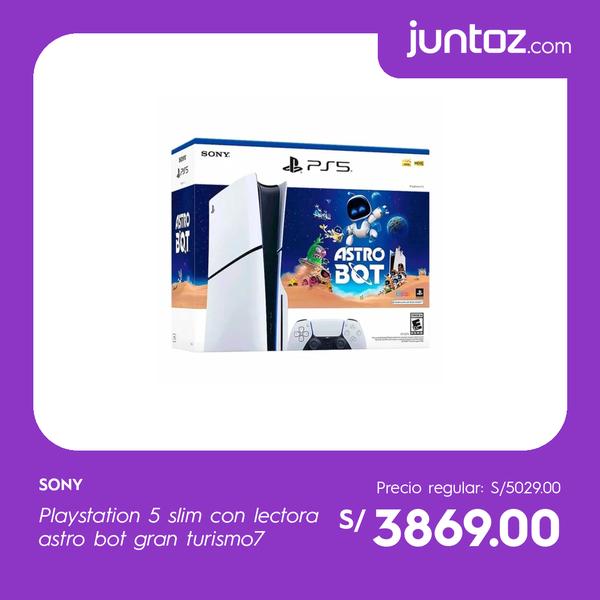 juntoz.com
SONY
PS5
PS5
ASTRO
BOT
ASTRO
BOT
SONY
Precio regular: S/5029.00
Playstation 5 slim con lectora
astro bot gran turismo7
S/ 3869.00